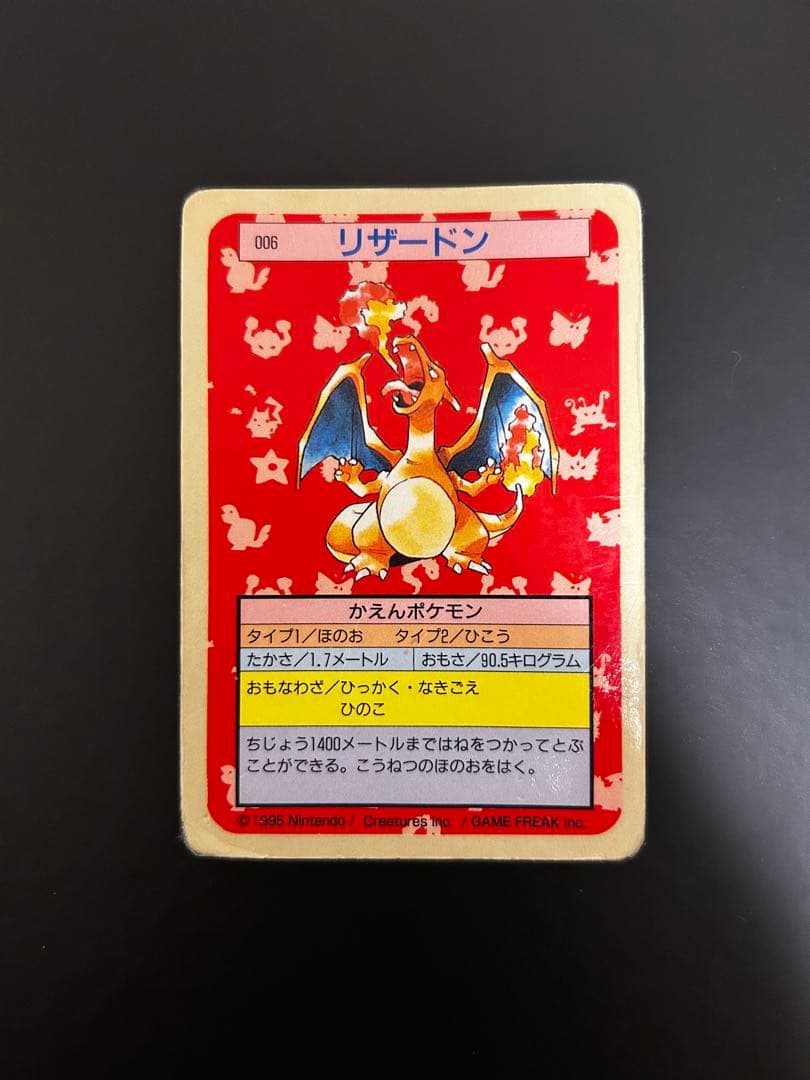 006 リザードン
かえんポケモン
タイプ1／ほのお タイプ2／ひこう
たかさ／1.7メートル おもさ／90.5キログラム
おもなわざ／ひっかく・なきごえ
ひのこ
ちじょう1400メートルまではねをつかってとぶ
ことができる。こうねつのほのおをはく。
©1995 Nintendo / Creatures inc. / GAME FREAK inc.